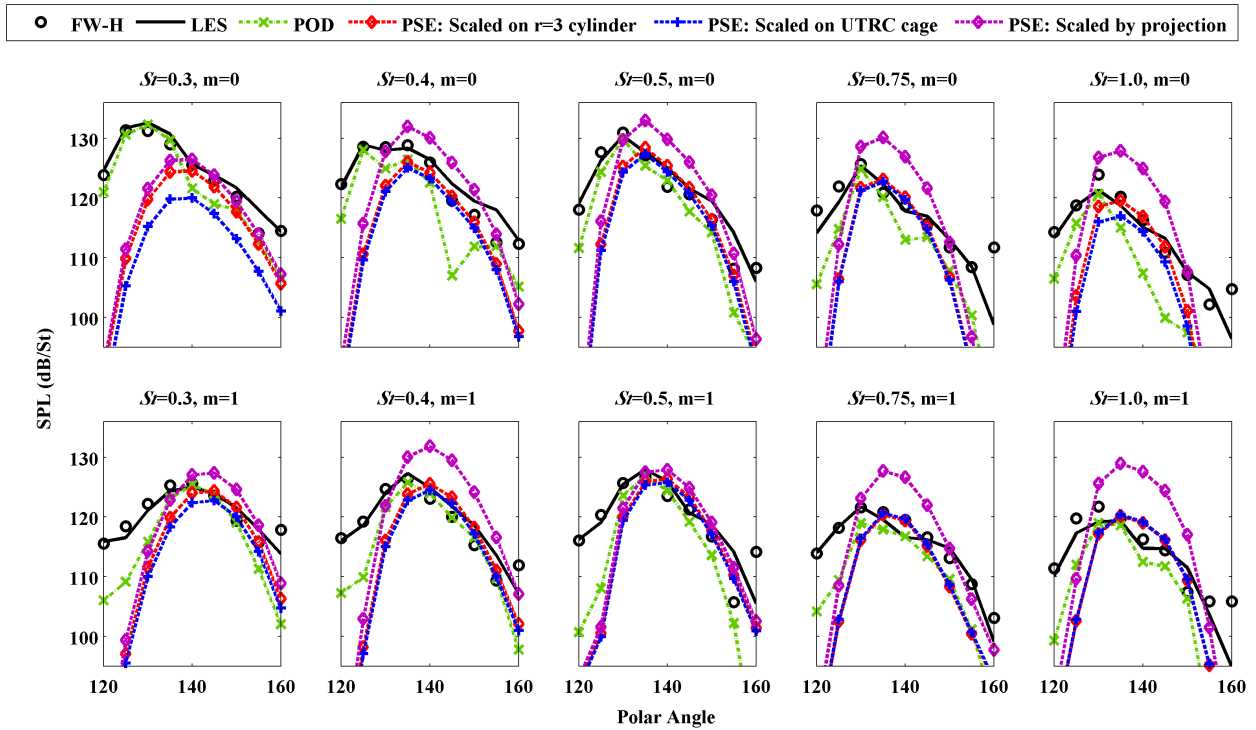 FW-H LES POD PSE: Scaled on r=3 cylinder PSE: Scaled on UTRC cage PSE: Scaled by projection
St=0.3, m=0 St=0.4, m=0 St=0.5, m=0 St=0.75, m=0 St=1.0, m=0
130
120
110
100
SPL (dB/St)
St=0.3, m=1 St=0.4, m=1 St=0.5, m=1 St=0.75, m=1 St=1.0, m=1
130
120
110
100
120 140 160 120 140 160 120 140 160 120 140 160 120 140 160
Polar Angle